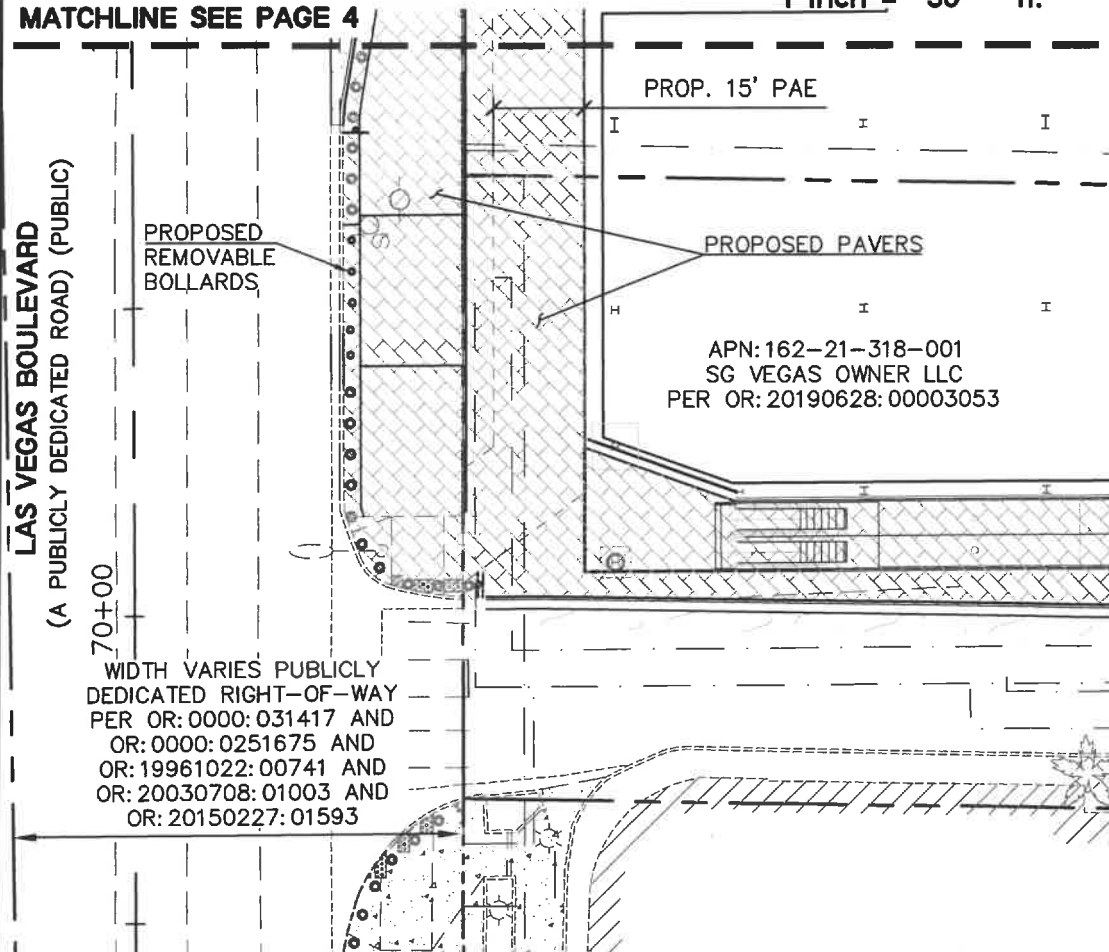 MATCHLINE SEE PAGE 4
PROP. 15' PAE
LAS VEGAS BOULEVARD
(A PUBLICLY DEDICATED ROAD) (PUBLIC)
PROPOSED
REMOVABLE
BOLLARDS
PROPOSED PAVERS
APN:162-21-318-001
SG VEGAS OWNER LLC
PER OR:20190628:00003053
70+00
WIDTH VARIES PUBLICLY
DEDICATED RIGHT-OF-WAY
PER OR:0000:031417 AND
OR:0000:0251675 AND
OR:19961022:00741 AND
OR:20030708:01003 AND
OR:20150227:01593